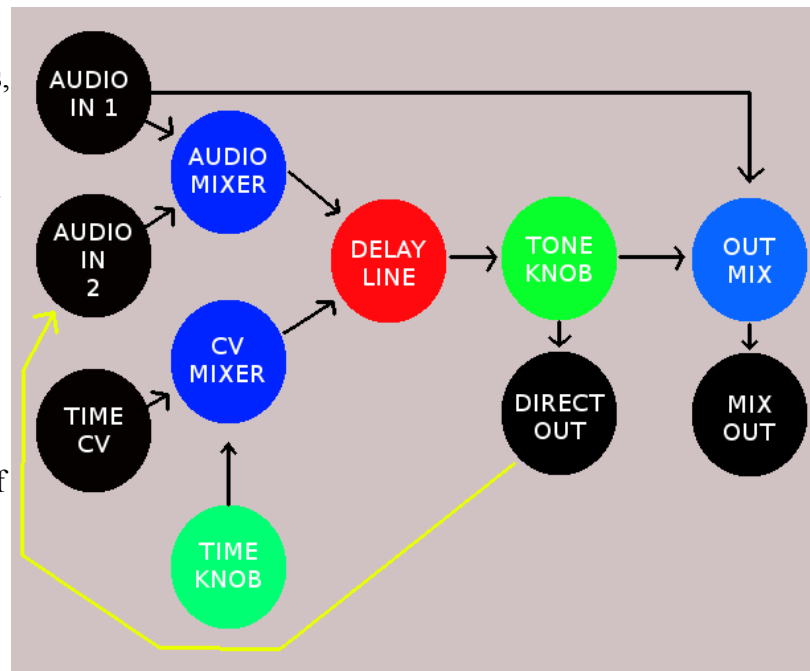 s,
AUDIO
IN 1
AUDIO
MIXER
AUDIO
IN
2
DELAY
LINE
TONE
KNOB
OUT
MIX
CV
MIXER
TIME
CV
DIRECT
OUT
MIX
OUT
f
TIME
KNOB